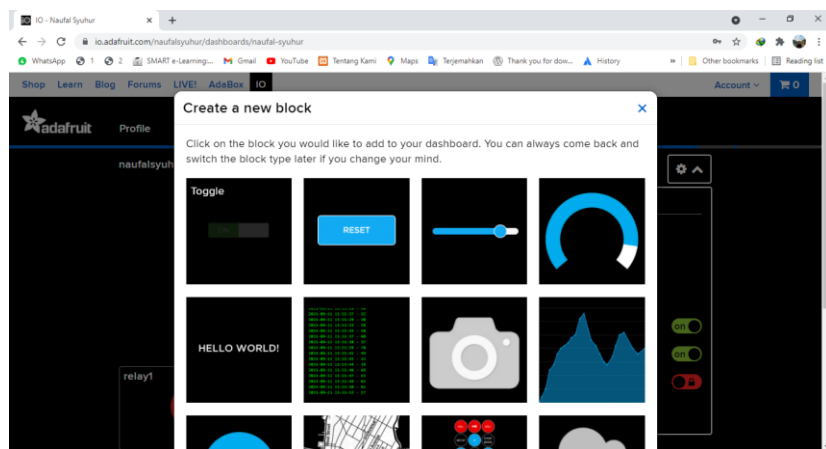 IO - Naufal Syuhur
io.adafruit.com/naufalsyuhur/dashboards/naufal-syuhur
WhatsApp 1 2 SMART e-Learning:... Gmail YouTube Tentang Kami Maps Terjemahkan Thank you for dow... History » Other bookmarks Reading list
Shop Learn Blog Forums LIVE! AdaBox IO Account 0
adafruit Profile
Create a new block
Click on the block you would like to add to your dashboard. You can always come back and
switch the block type later if you change your mind.
naufalsyuh
Toggle
RESET
HELLO WORLD!
on
on
relay1